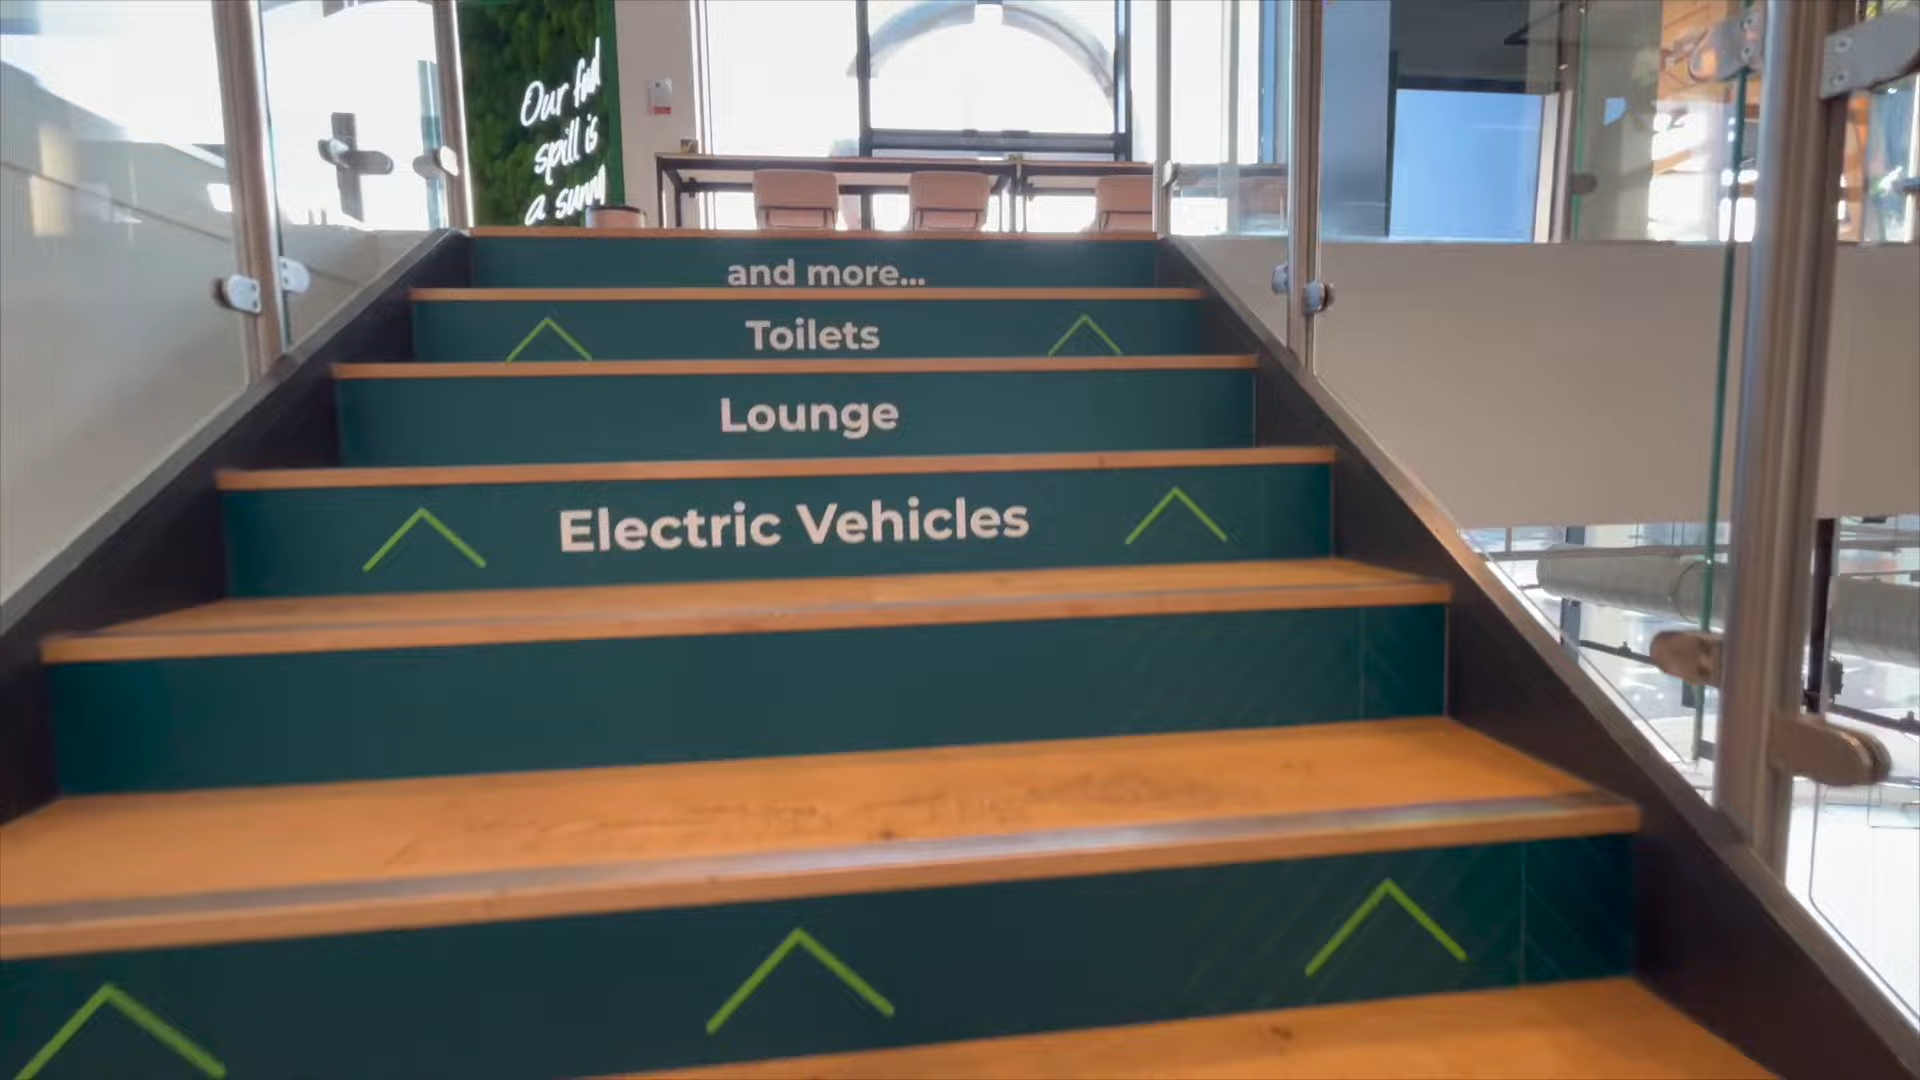 Our fuel
spill is
a sunny
and more...
Toilets
Lounge
Electric Vehicles